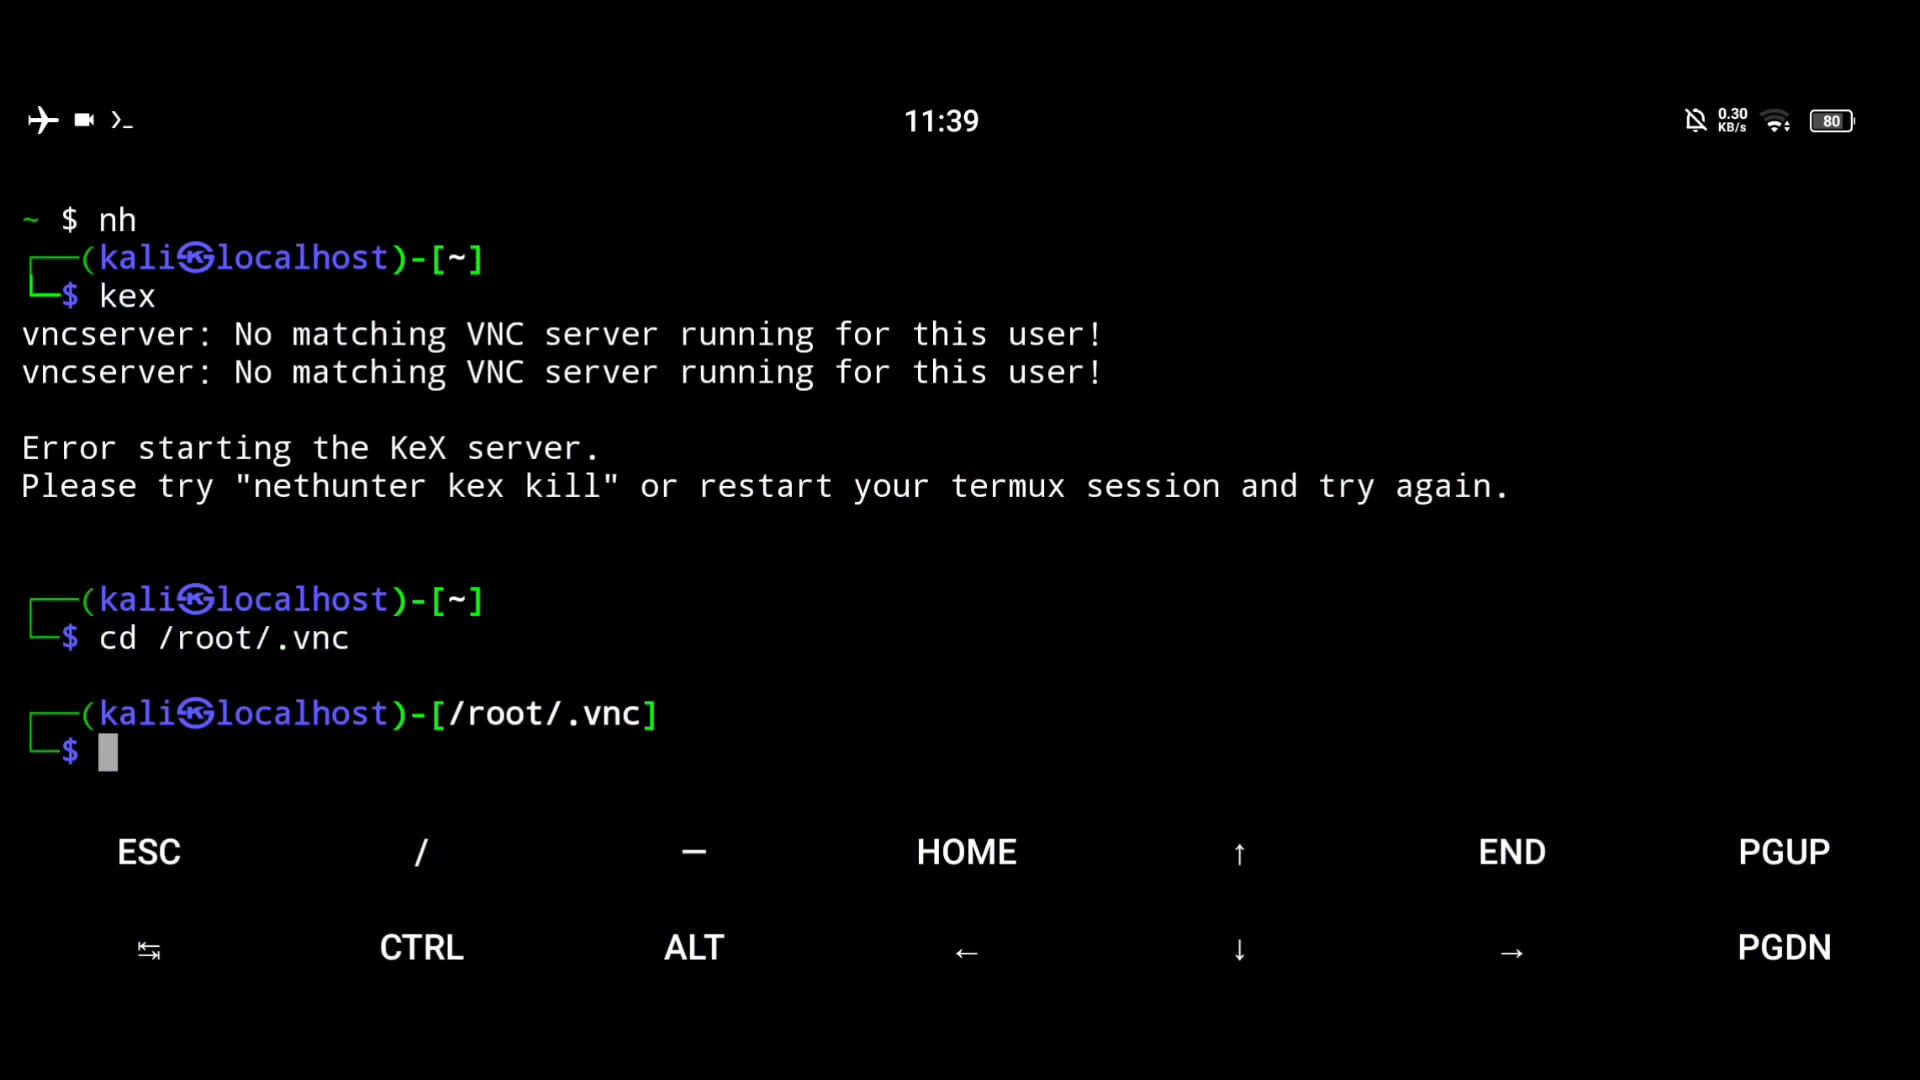 11:39
0.30
KB/s
80
~ $ nh
┌──(kali㉿localhost)-[~]
└─$ kex
vncserver: No matching VNC server running for this user!
vncserver: No matching VNC server running for this user!
Error starting the KeX server.
Please try "nethunter kex kill" or restart your termux session and try again.
┌──(kali㉿localhost)-[~]
└─$ cd /root/.vnc
┌──(kali㉿localhost)-[/root/.vnc]
└─$
ESC / — HOME ↑ END PGUP
↹ CTRL ALT ← ↓ → PGDN